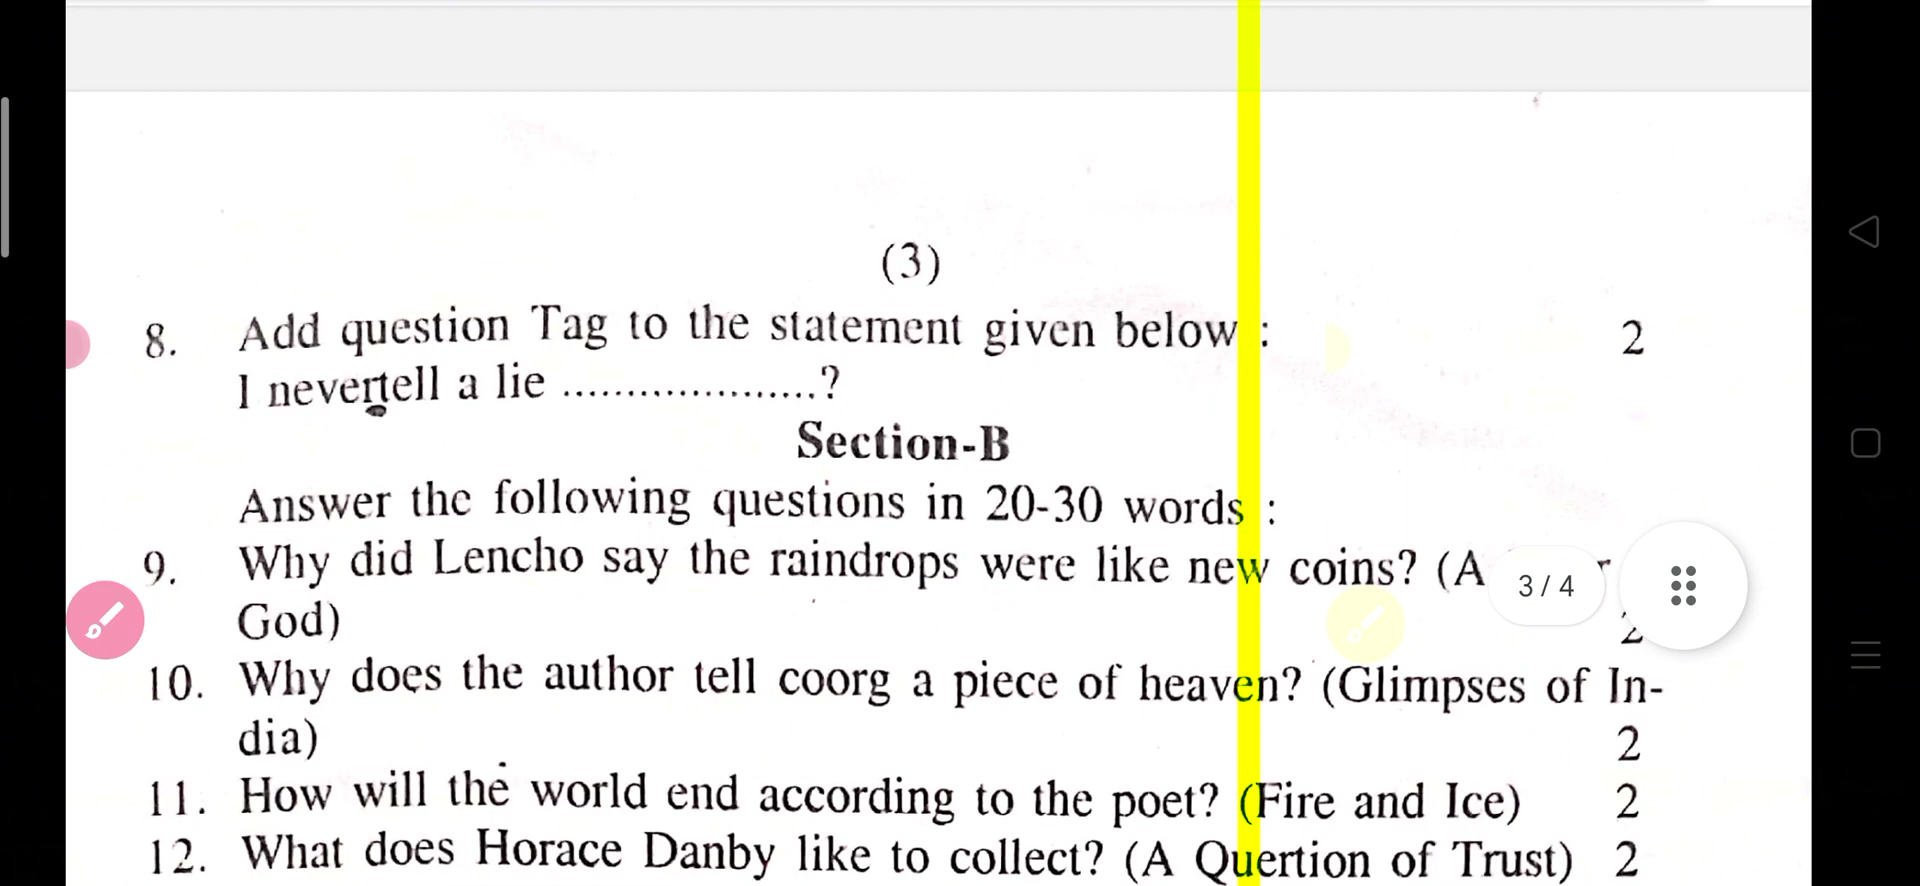 (3)
8. Add question Tag to the statement given below : 2
I nevertell a lie .....................?
Section-B
Answer the following questions in 20-30 words :
9. Why did Lencho say the raindrops were like new coins? (A
3 / 4
God) 2
10. Why does the author tell coorg a piece of heaven? (Glimpses of In-
dia) 2
11. How will the world end according to the poet? (Fire and Ice) 2
12. What does Horace Danby like to collect? (A Quertion of Trust) 2